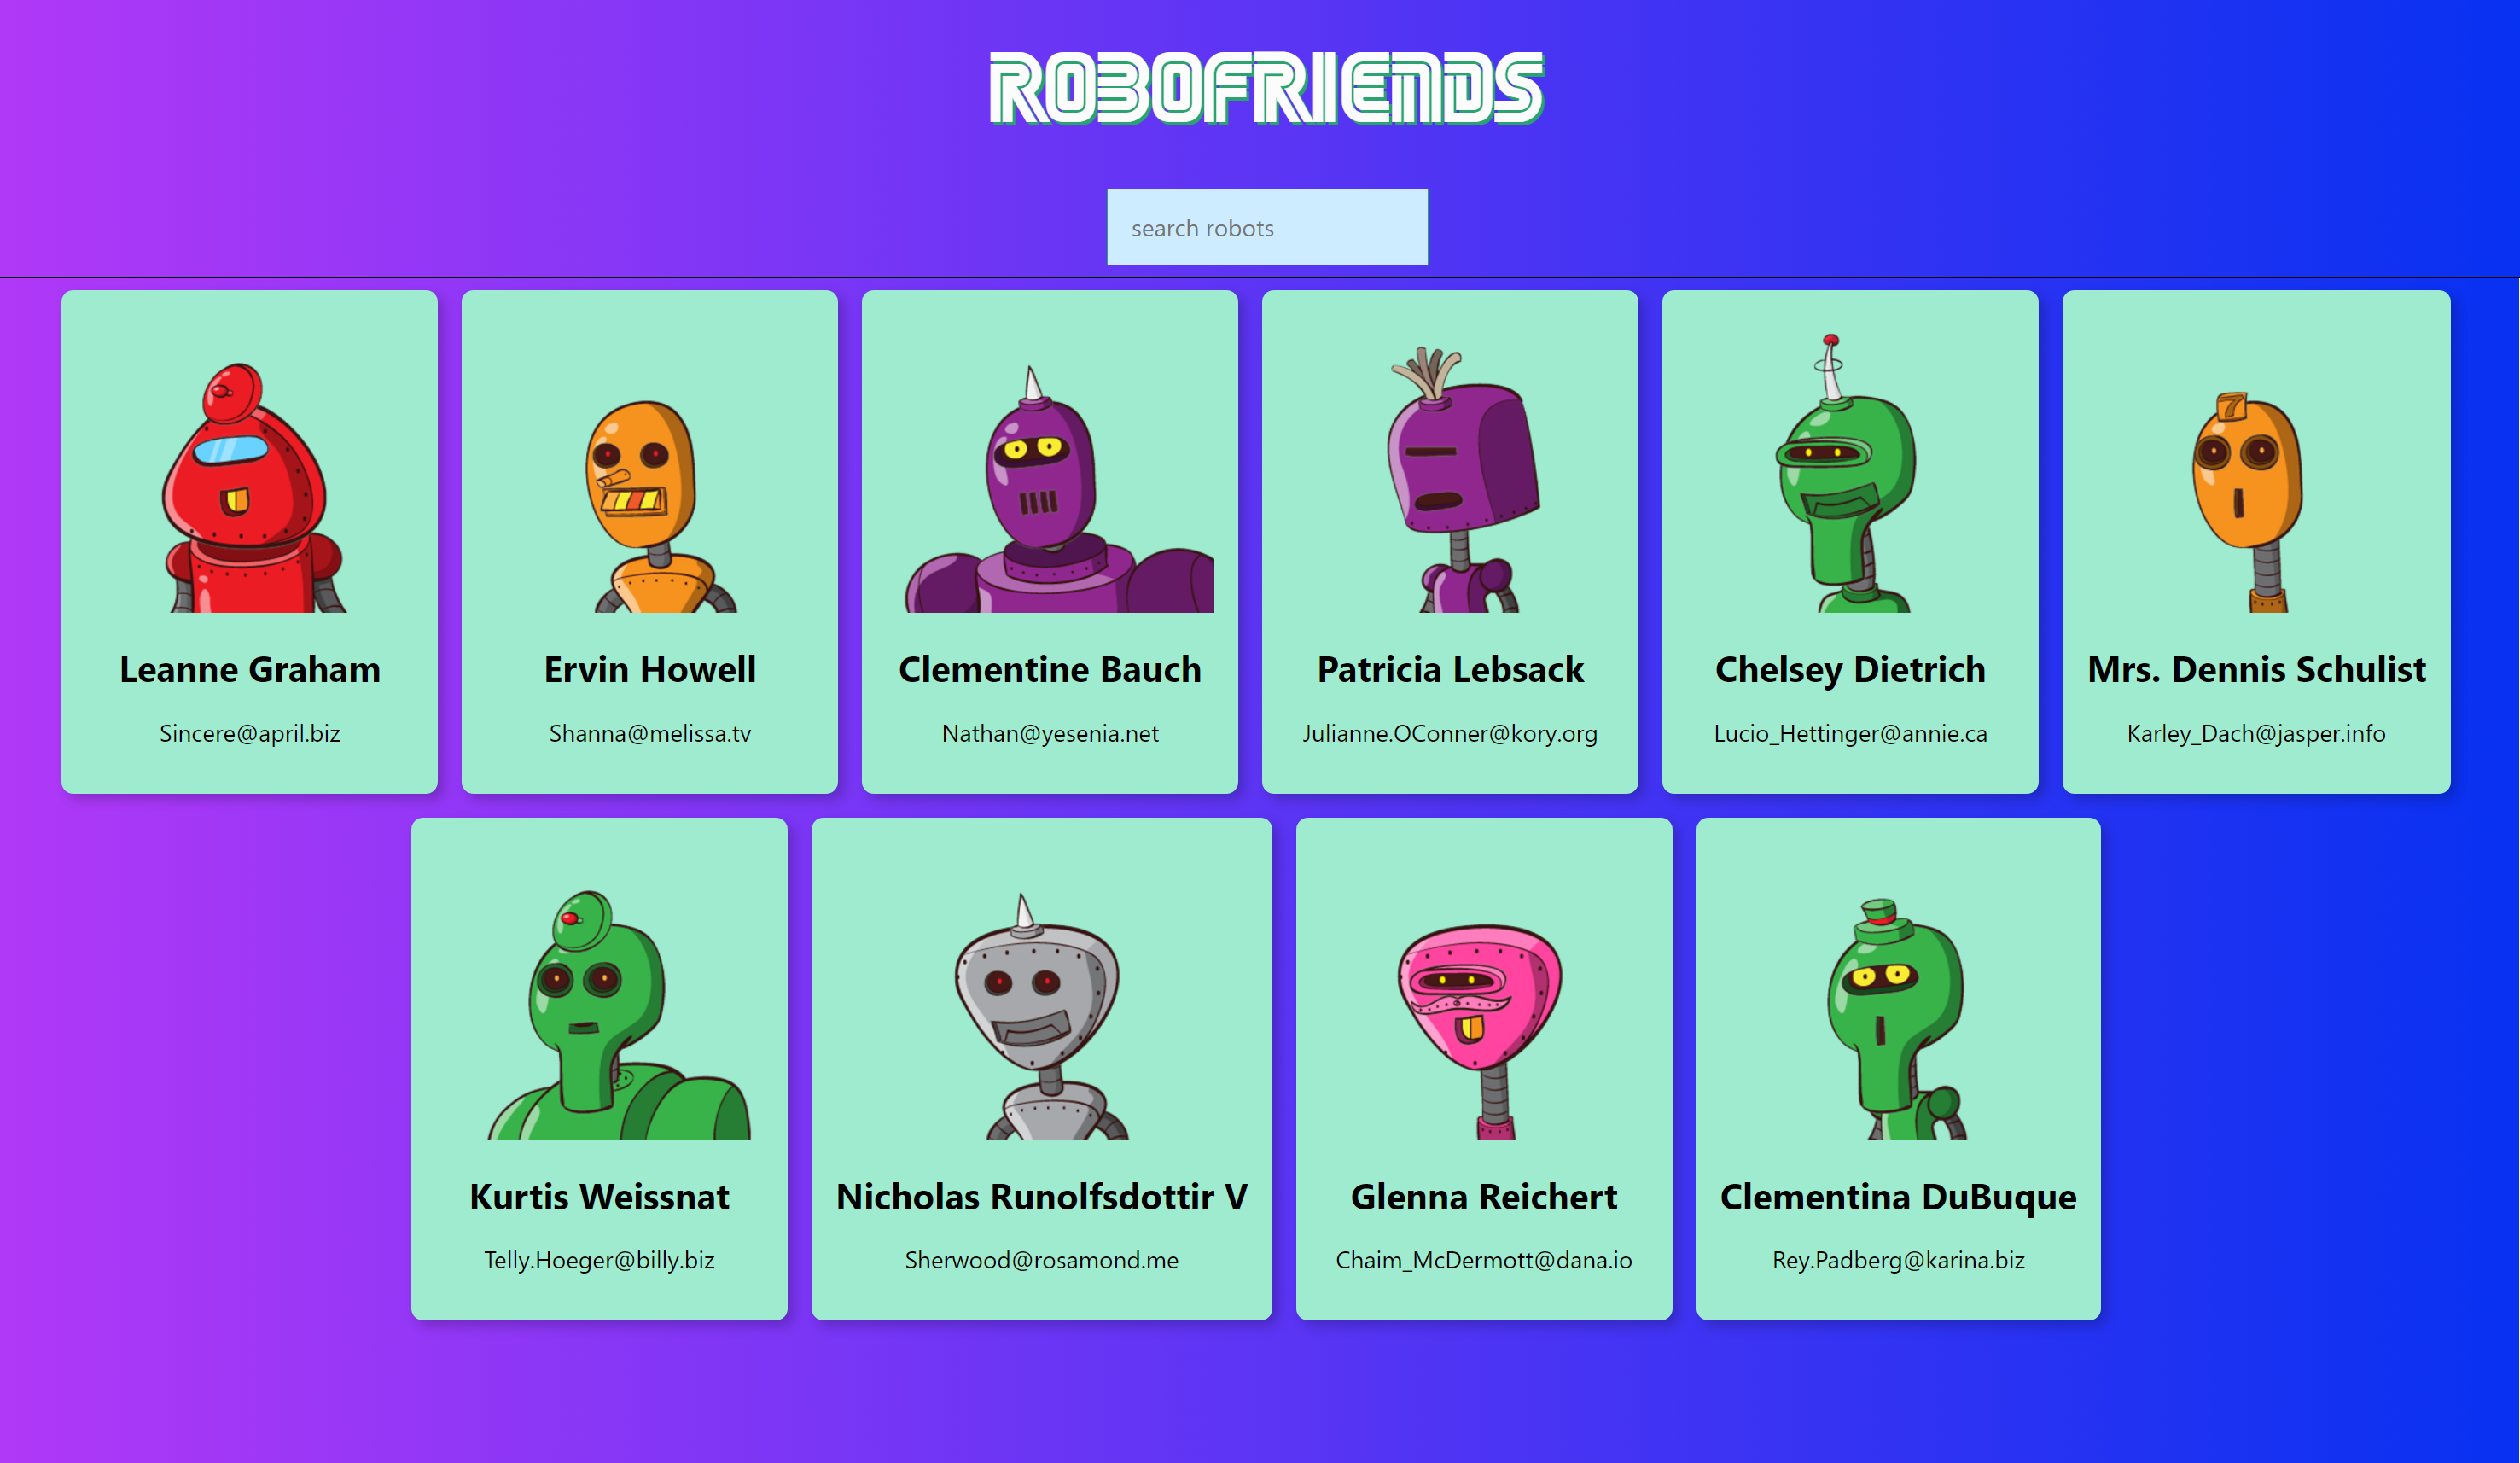 ROBOFRIENDS
search robots
7
Leanne Graham
Sincere@april.biz
Ervin Howell
Shanna@melissa.tv
Clementine Bauch
Nathan@yesenia.net
Patricia Lebsack
Julianne.OConner@kory.org
Chelsey Dietrich
Lucio_Hettinger@annie.ca
Mrs. Dennis Schulist
Karley_Dach@jasper.info
Kurtis Weissnat
Telly.Hoeger@billy.biz
Nicholas Runolfsdottir V
Sherwood@rosamond.me
Glenna Reichert
Chaim_McDermott@dana.io
Clementina DuBuque
Rey.Padberg@karina.biz